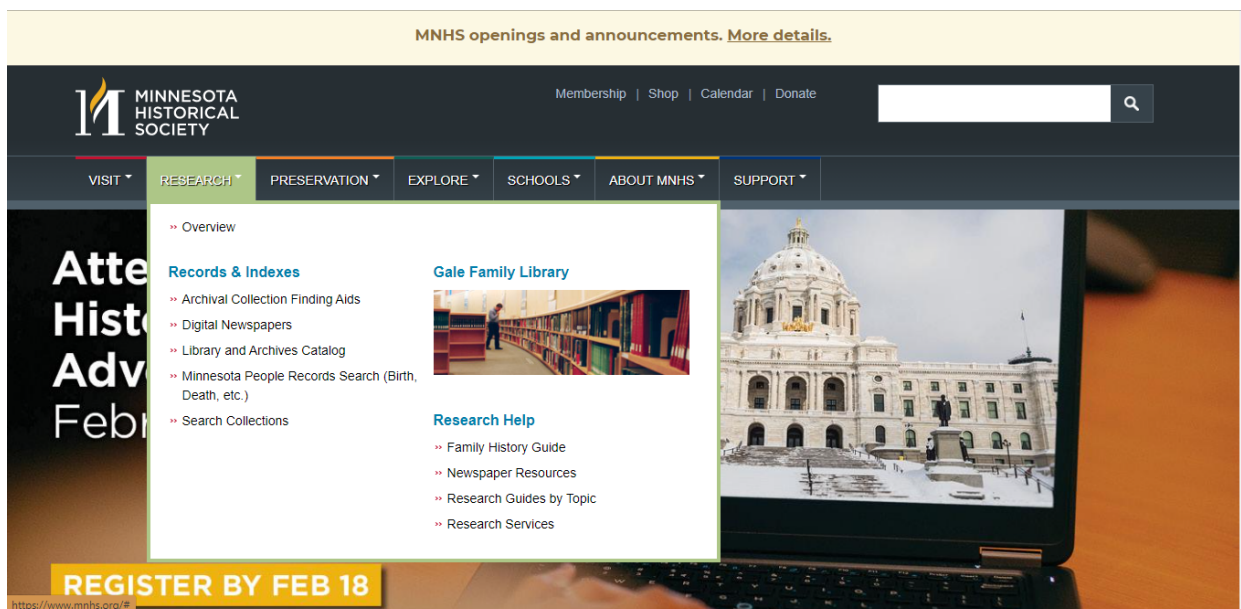 MNHS openings and announcements. More details.
MINNESOTA
HISTORICAL
SOCIETY
Membership | Shop | Calendar | Donate
VISIT
RESEARCH
PRESERVATION
EXPLORE
SCHOOLS
ABOUT MNHS
SUPPORT
›› Overview
Records & Indexes
›› Archival Collection Finding Aids
›› Digital Newspapers
›› Library and Archives Catalog
›› Minnesota People Records Search (Birth,
Death, etc.)
›› Search Collections
Gale Family Library
Research Help
›› Family History Guide
›› Newspaper Resources
›› Research Guides by Topic
›› Research Services
Atte
Hist
Adv
Febr
REGISTER BY FEB 18
https://www.mnhs.org/#